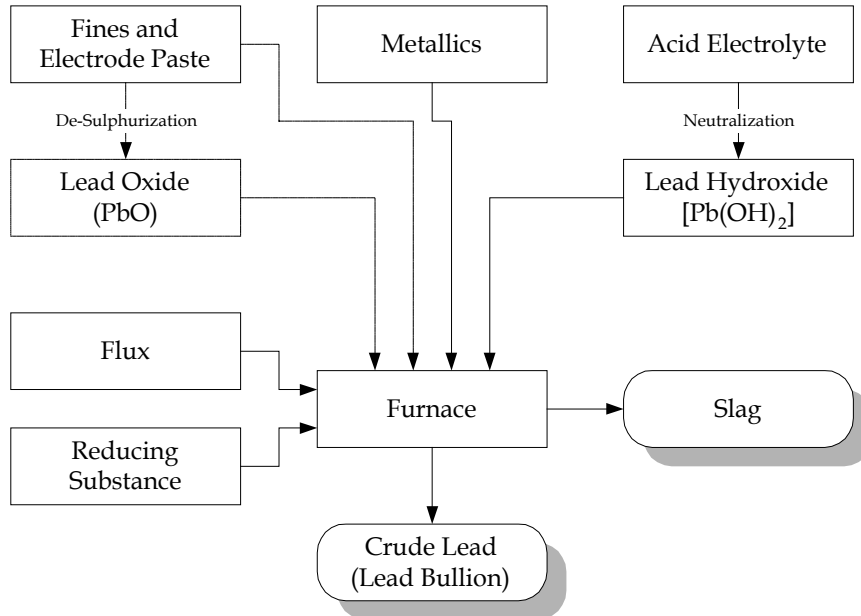 Fines and
Electrode Paste
Metallics
Acid Electrolyte
De-Sulphurization
Neutralization
Lead Oxide
(PbO)
Lead Hydroxide
[Pb(OH)₂]
Flux
Furnace
Slag
Reducing
Substance
Crude Lead
(Lead Bullion)